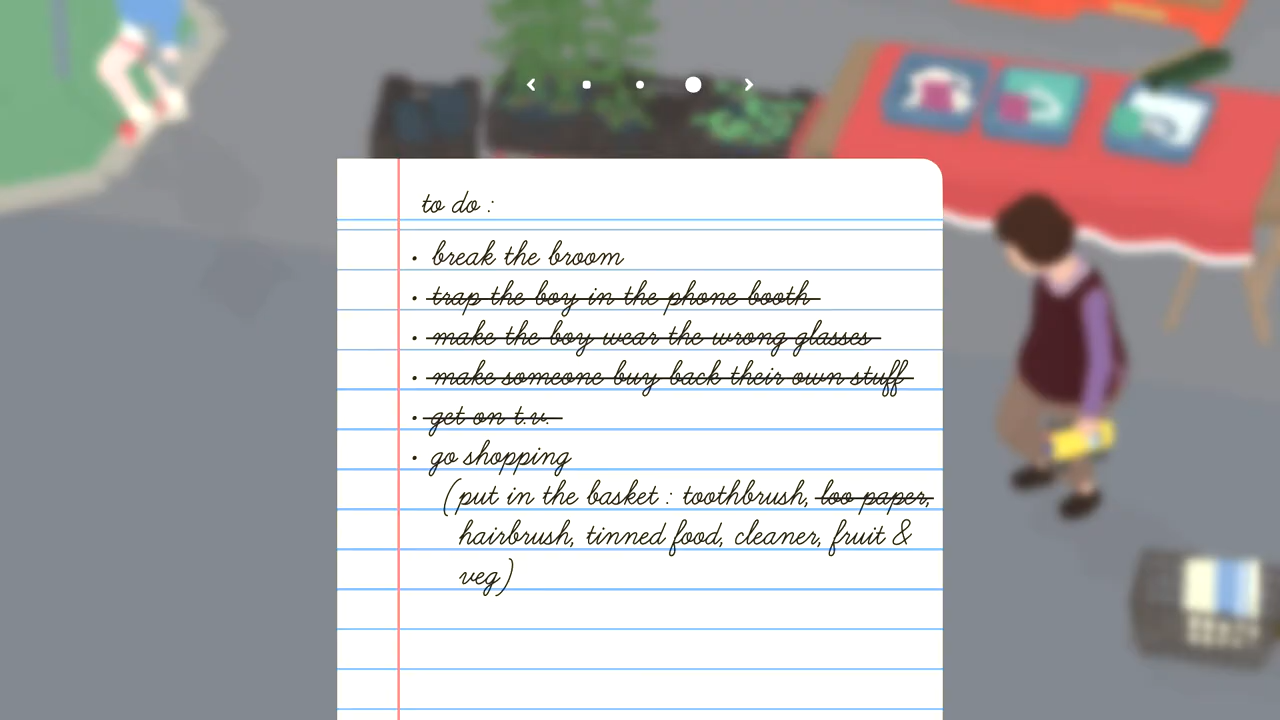 to do :
• break the broom
• trap the boy in the phone booth
• make the boy wear the wrong glasses
• make someone buy back their own stuff
• get on t.v.
• go shopping
(put in the basket : toothbrush, loo paper,
hairbrush, tinned food, cleaner, fruit &
veg)